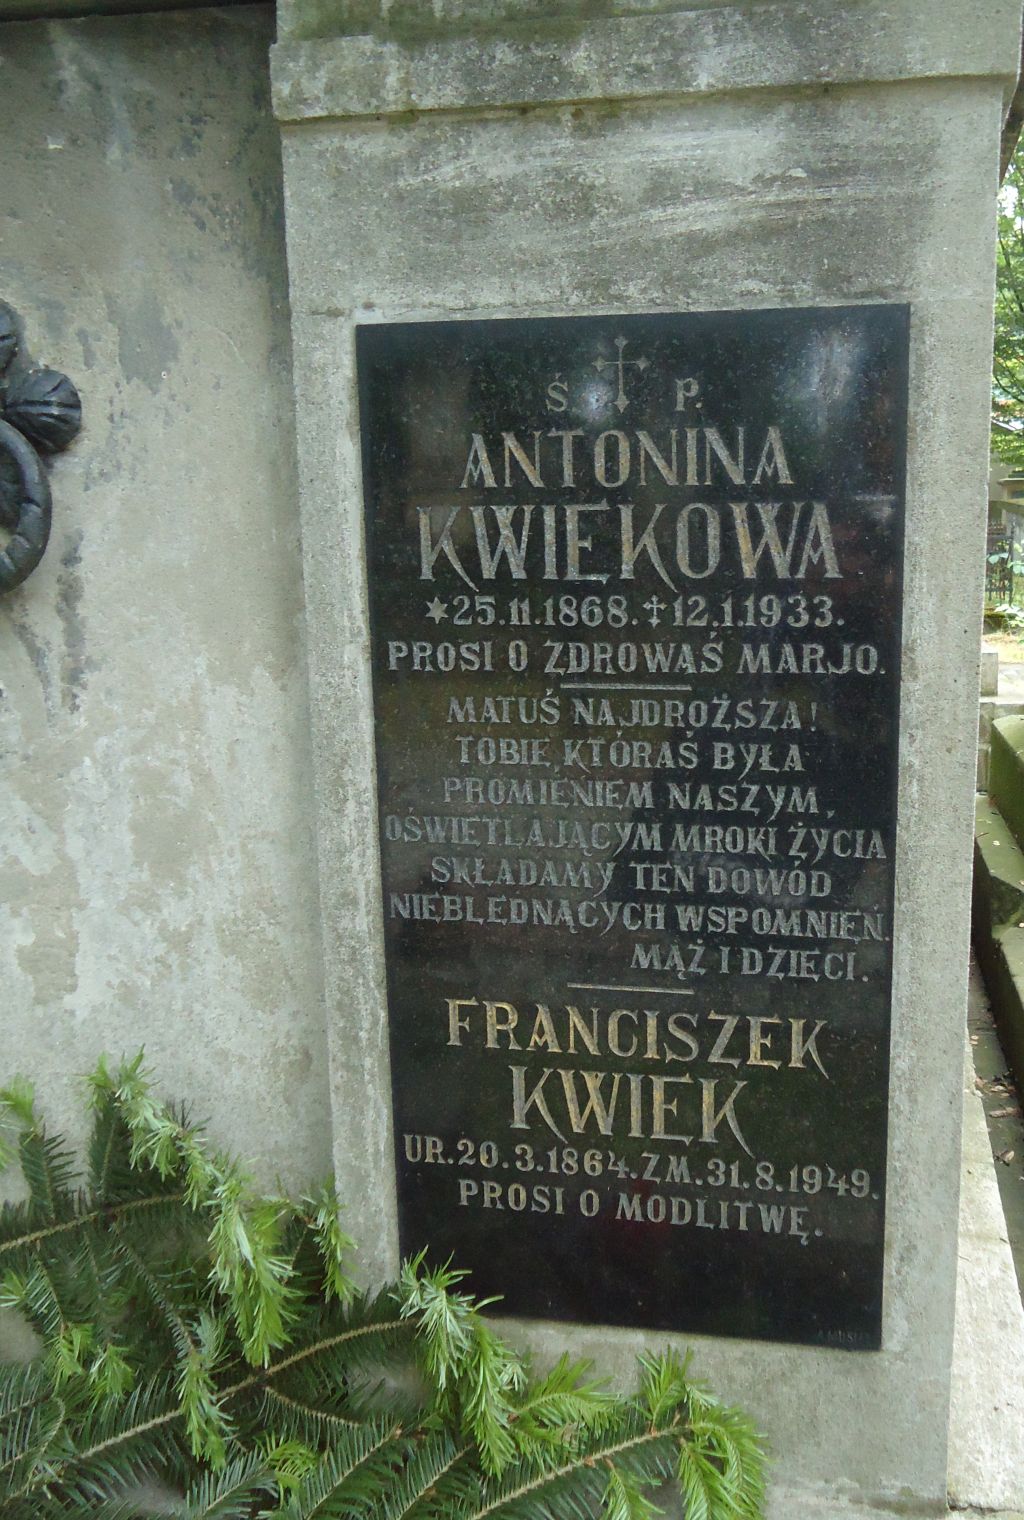 Ś. P.
ANTONINA
KWIEKOWA
*25.11.1868.✝12.1.1933.
PROSI O ZDROWAŚ MARJO.
MATUŚ NAJDROŻSZA!
TOBIE, KTÓRAŚ BYŁA
PROMIENIEM NASZYM,
OŚWIETLAJĄCYM MROKI ŻYCIA
SKŁADAMY TEN DOWÓD
NIEBLEDNĄCYCH WSPOMNIEŃ.
MĄŻ I DZIECI.
FRANCISZEK
KWIEK
UR. 20.3.1864. ZM. 31.8.1949.
PROSI O MODLITWĘ.